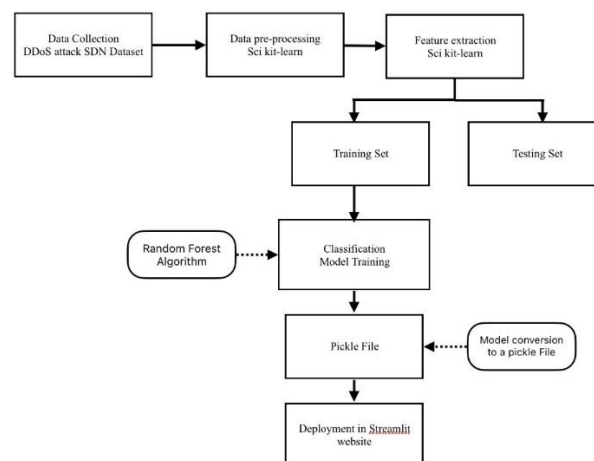 Data Collection
DDoS attack SDN Dataset
Data pre-processing
Sci kit-learn
Feature extraction
Sci kit-learn
Training Set
Testing Set
Random Forest
Algorithm
Classification
Model Training
Pickle File
Model conversion
to a pickle File
Deployment in Streamlit
website